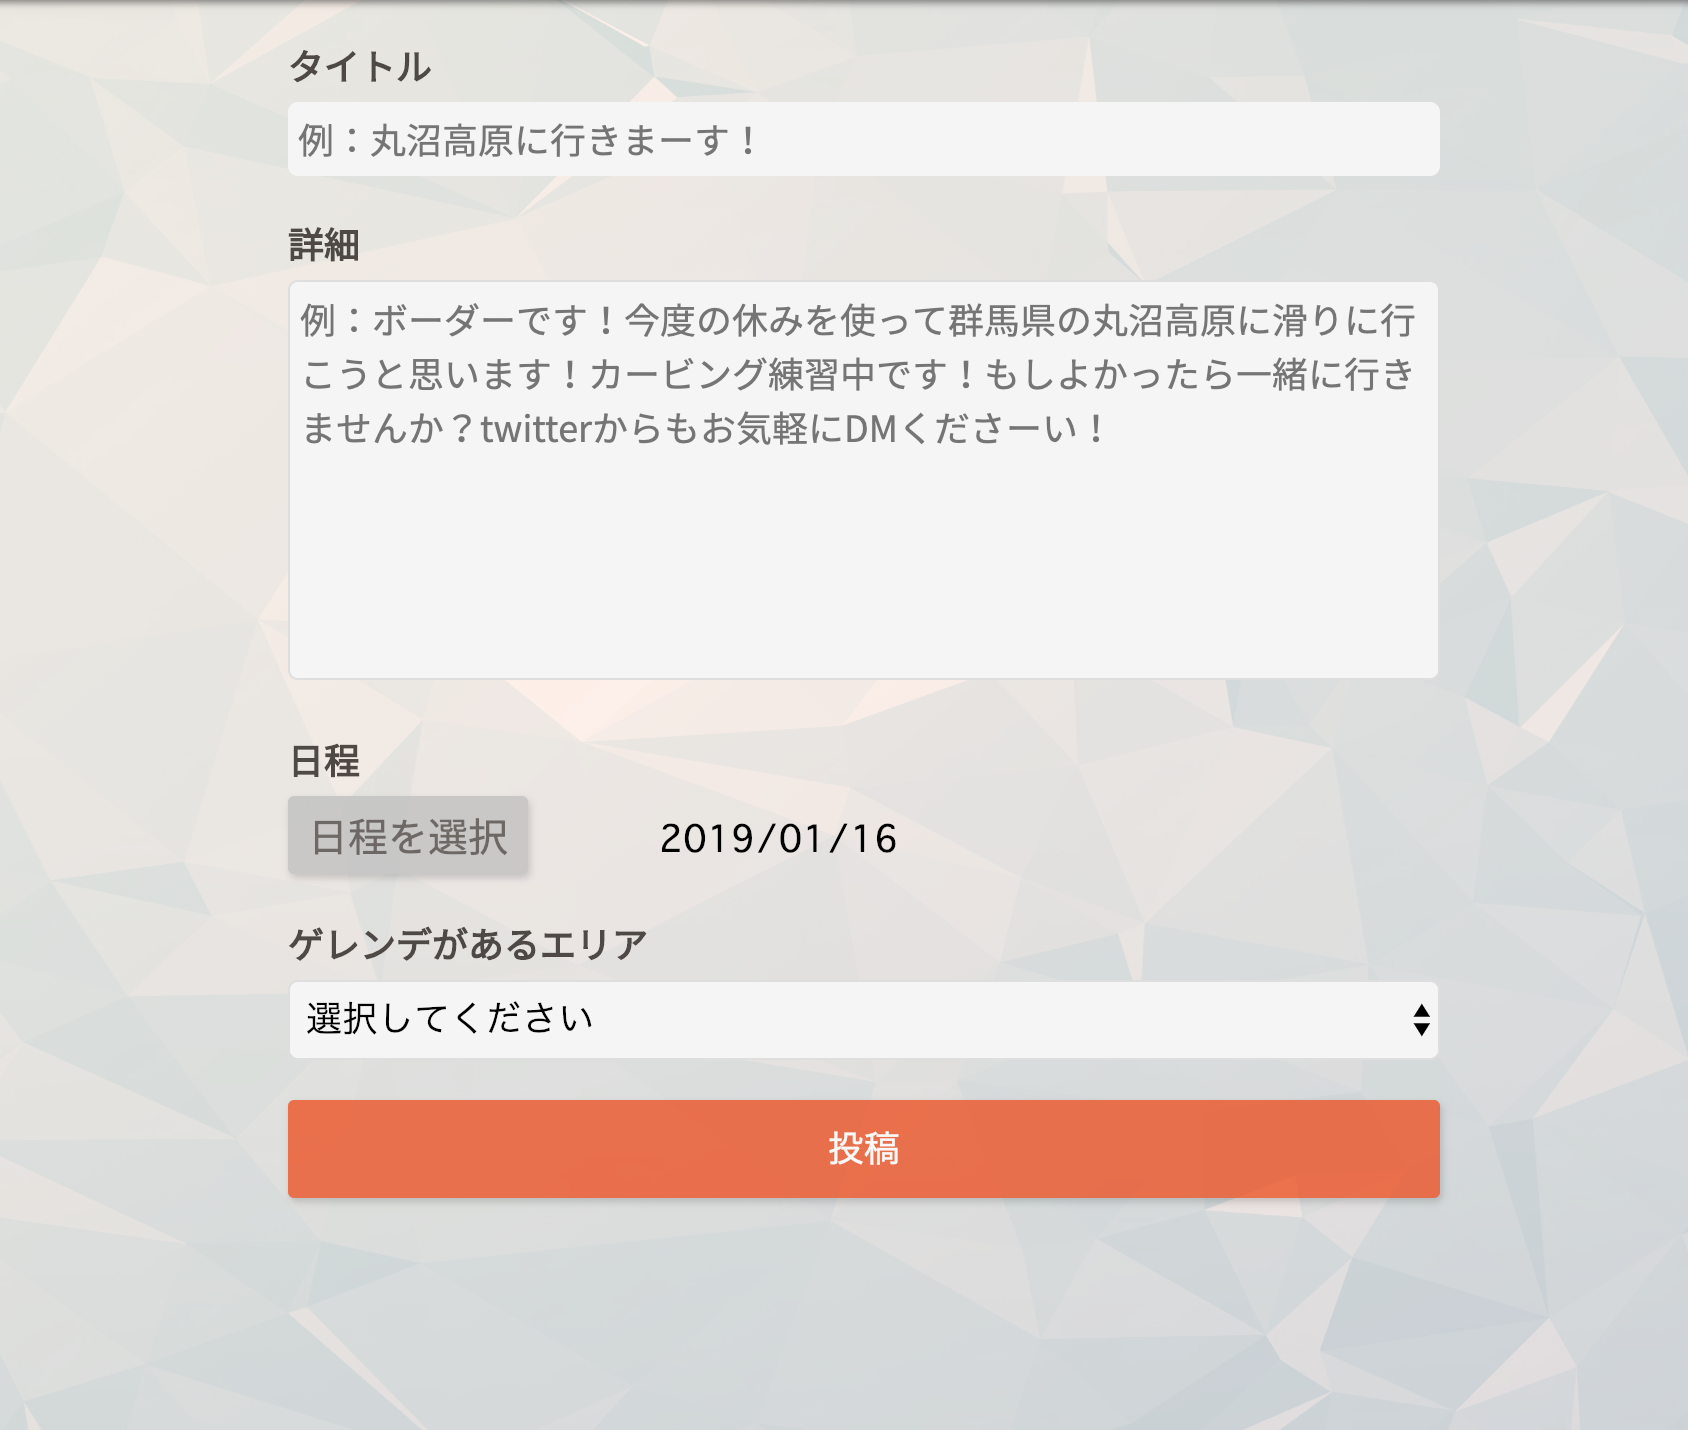 タイトル
例：丸沼高原に行きまーす！
詳細
例：ボーダーです！今度の休みを使って群馬県の丸沼高原に滑りに行
こうと思います！カービング練習中です！もしよかったら一緒に行き
ませんか？twitterからもお気軽にDMくださーい！
日程
日程を選択 2019/01/16
ゲレンデがあるエリア
選択してください
投稿